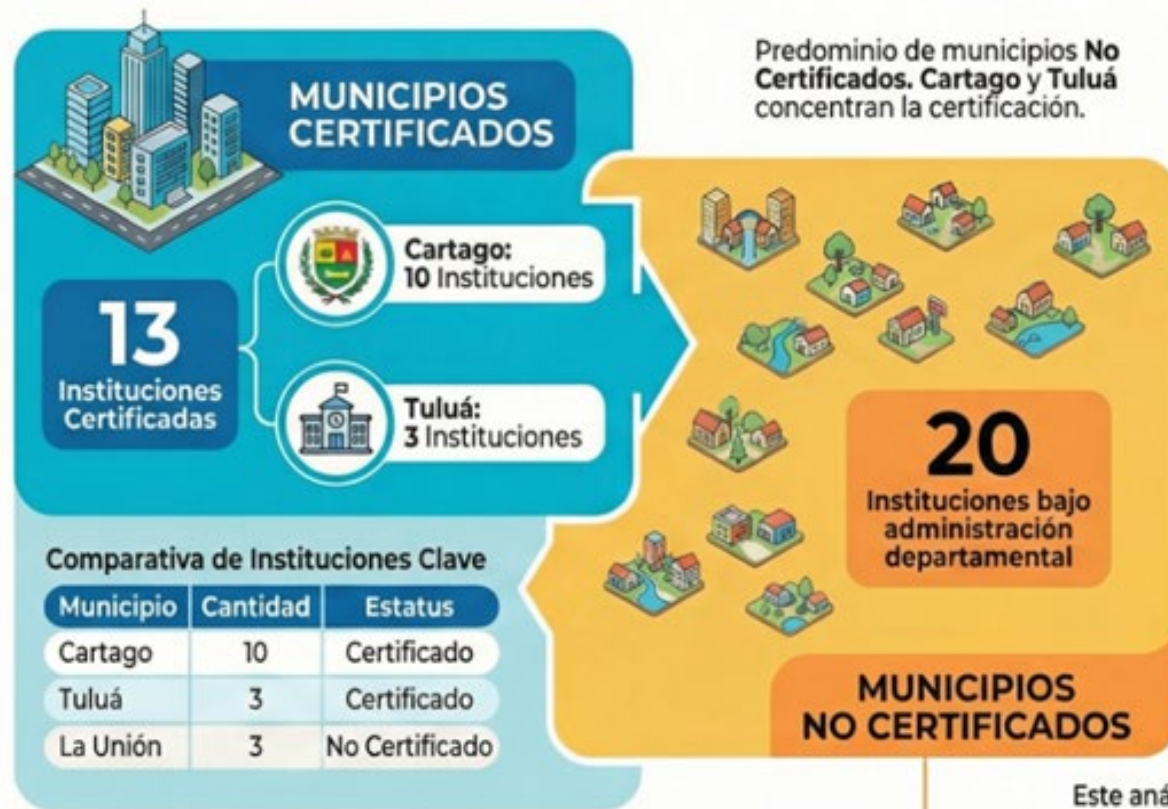 MUNICIPIOS
CERTIFICADOS
Predominio de municipios No
Certificados. Cartago y Tuluá
concentran la certificación.
13
Instituciones
Certificadas
Cartago:
10 Instituciones
Tuluá:
3 Instituciones
20
Instituciones bajo
administración
departamental
Comparativa de Instituciones Clave
Municipio Cantidad Estatus
Cartago 10 Certificado
Tuluá 3 Certificado
La Unión 3 No Certificado
MUNICIPIOS
NO CERTIFICADOS
Este aná